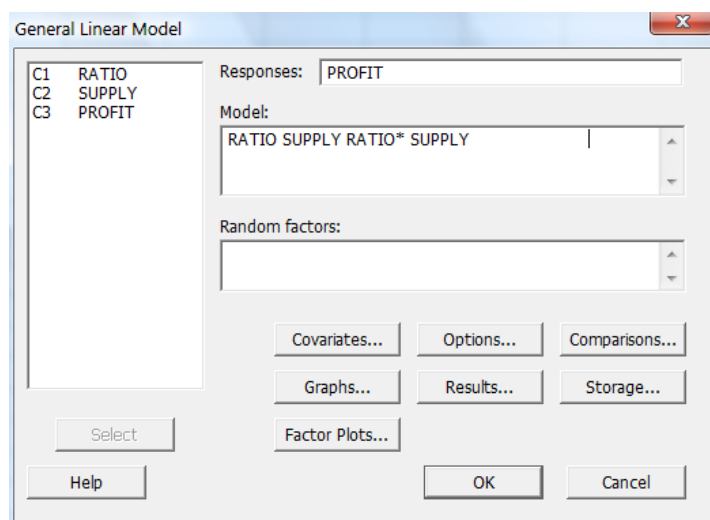 General Linear Model
X
C1 RATIO
C2 SUPPLY
C3 PROFIT
Responses: PROFIT
Model:
RATIO SUPPLY RATIO* SUPPLY
Random factors:
Covariates... Options... Comparisons...
Graphs... Results... Storage...
Select Factor Plots...
Help OK Cancel